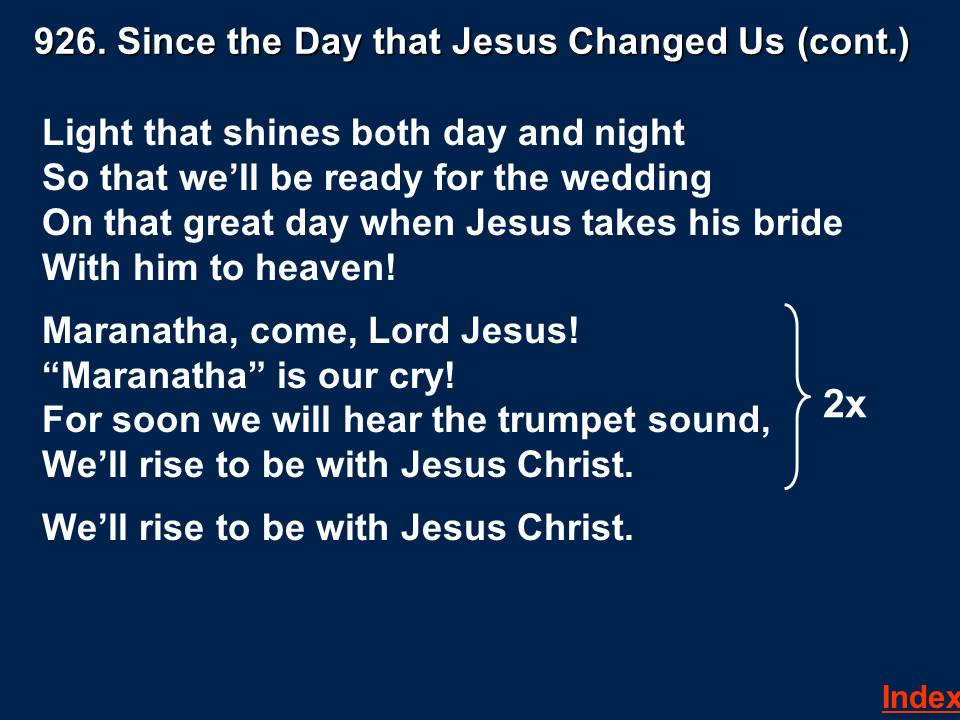 926. Since the Day that Jesus Changed Us (cont.)
Light that shines both day and night
So that we’ll be ready for the wedding
On that great day when Jesus takes his bride
With him to heaven!
Maranatha, come, Lord Jesus!
“Maranatha” is our cry!
For soon we will hear the trumpet sound,
We’ll rise to be with Jesus Christ.
2x
We’ll rise to be with Jesus Christ.
Index